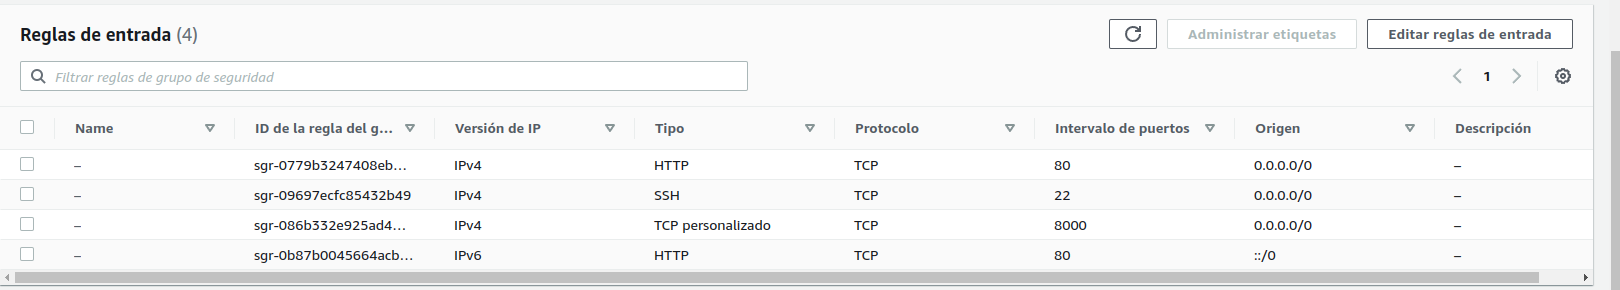 Reglas de entrada (4)
Administrar etiquetas
Editar reglas de entrada
Filtrar reglas de grupo de seguridad
1
Name ID de la regla del g... Versión de IP Tipo Protocolo Intervalo de puertos Origen Descripción
– sgr-0779b3247408eb... IPv4 HTTP TCP 80 0.0.0.0/0 –
– sgr-09697ecfc85432b49 IPv4 SSH TCP 22 0.0.0.0/0 –
– sgr-086b332e925ad4... IPv4 TCP personalizado TCP 8000 0.0.0.0/0 –
– sgr-0b87b0045664acb... IPv6 HTTP TCP 80 ::/0 –